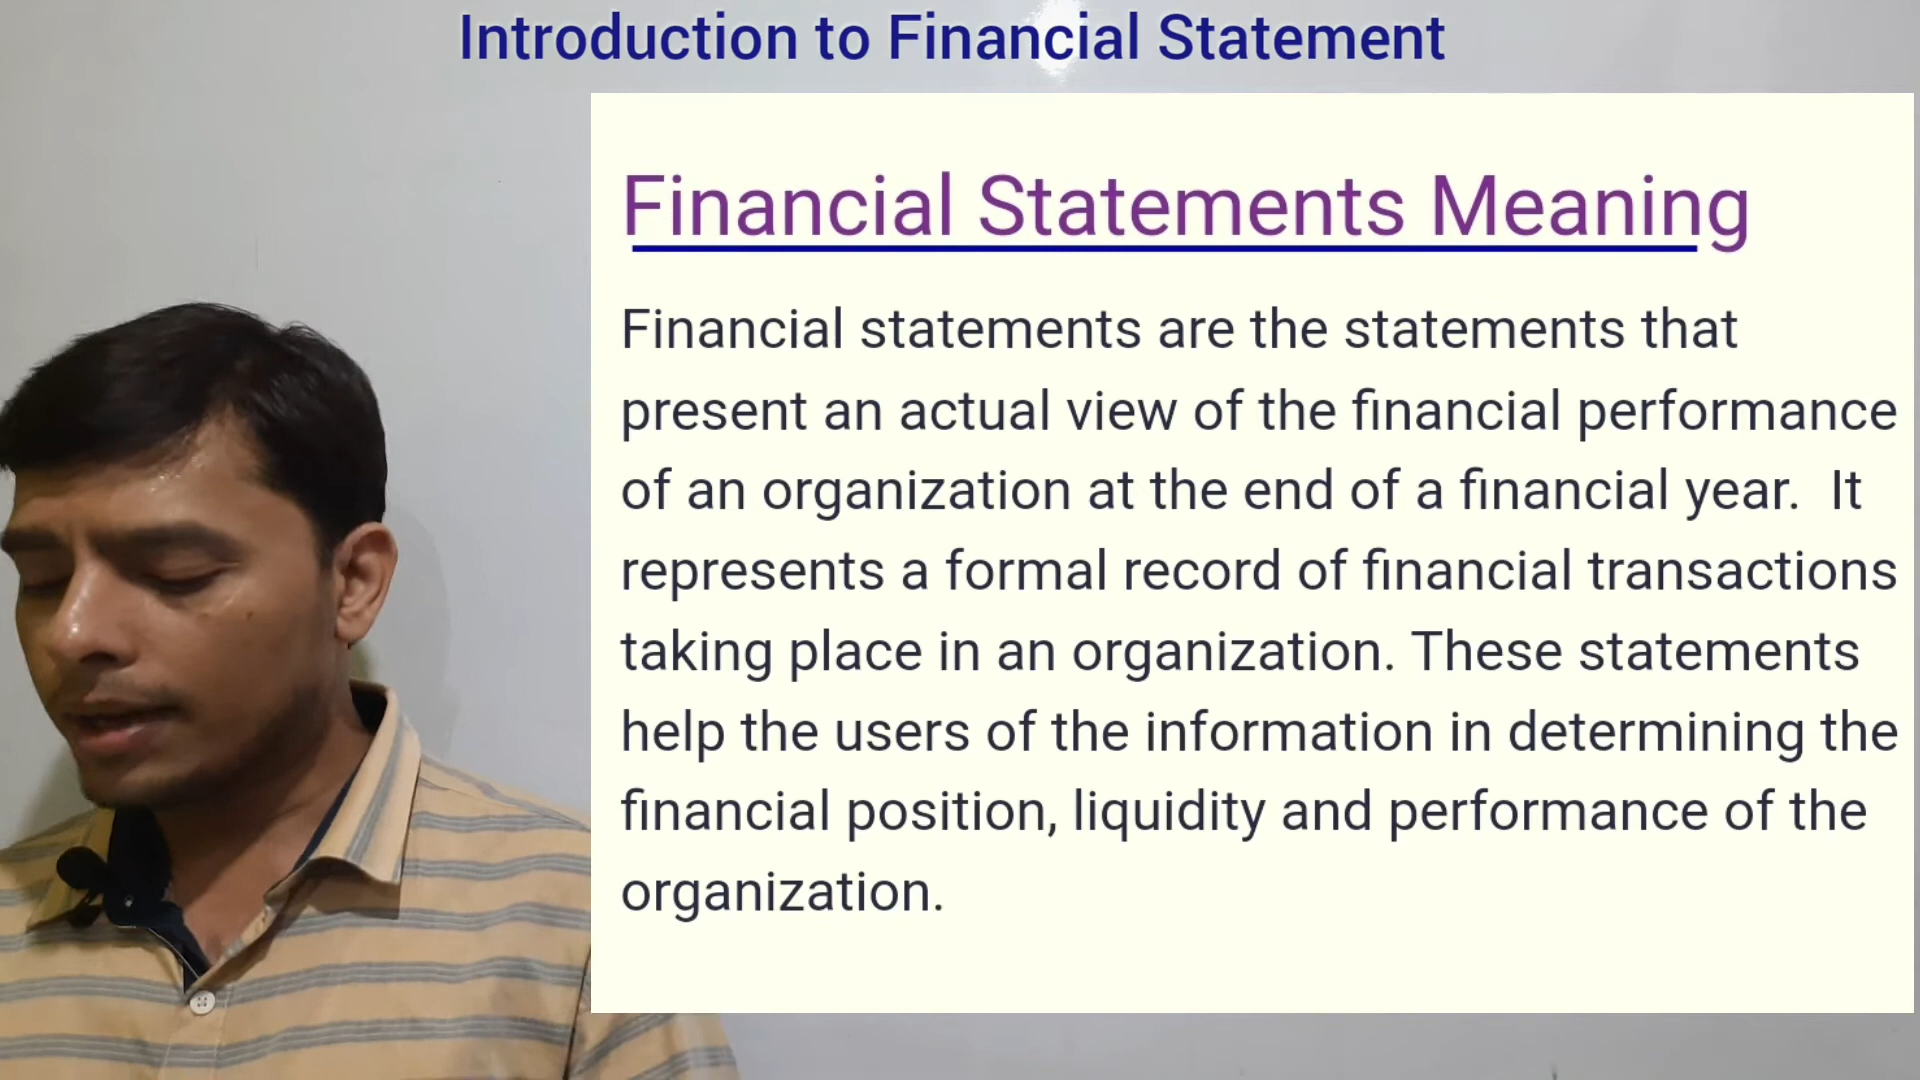 Introduction to Financial Statement
Financial Statements Meaning
Financial statements are the statements that
present an actual view of the financial performance
of an organization at the end of a financial year.  It
represents a formal record of financial transactions
taking place in an organization. These statements
help the users of the information in determining the
financial position, liquidity and performance of the
organization.